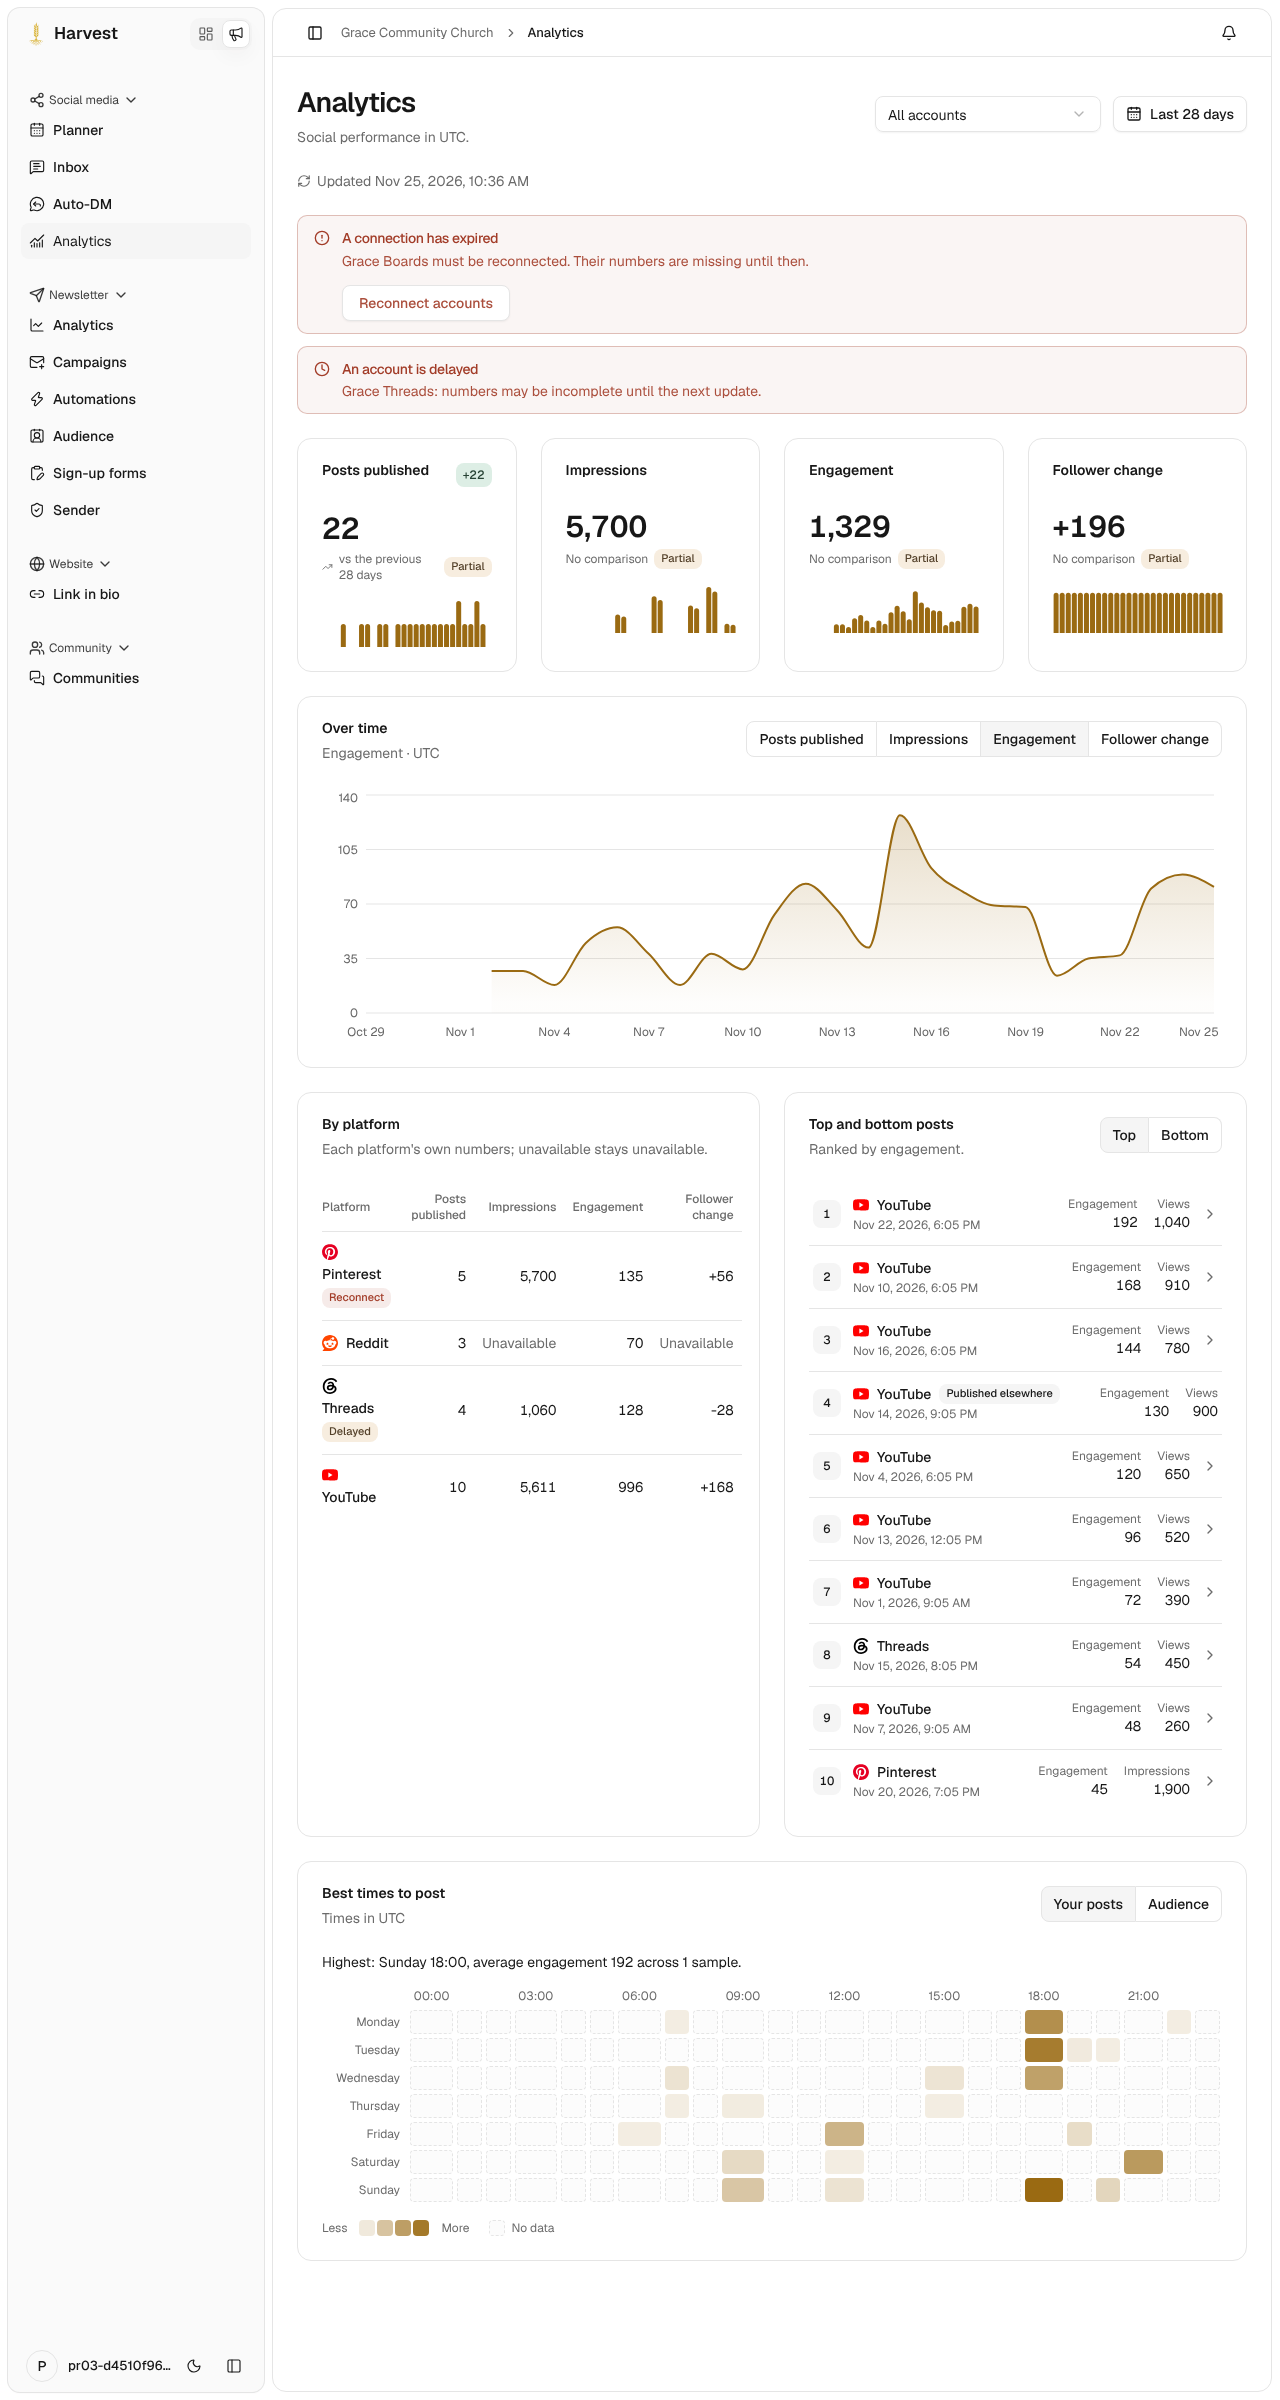 Harvest
Social media
Planner
Inbox
Auto-DM
Analytics
Newsletter
Analytics
Campaigns
Automations
Audience
Sign-up forms
Sender
Website
Link in bio
Community
Communities
P
pr03-d4510f96...
Grace Community Church > Analytics
Analytics
Social performance in UTC.
All accounts
Last 28 days
Updated Nov 25, 2026, 10:36 AM
A connection has expired
Grace Boards must be reconnected. Their numbers are missing until then.
Reconnect accounts
An account is delayed
Grace Threads: numbers may be incomplete until the next update.
Posts published
+22
22
vs the previous
28 days
Partial
Impressions
5,700
No comparison Partial
Engagement
1,329
No comparison Partial
Follower change
+196
No comparison Partial
Over time
Engagement · UTC
Posts published Impressions Engagement Follower change
140
105
70
35
0
Oct 29 Nov 1 Nov 4 Nov 7 Nov 10 Nov 13 Nov 16 Nov 19 Nov 22 Nov 25
By platform
Each platform's own numbers; unavailable stays unavailable.
Platform Posts published Impressions Engagement Follower change
Pinterest 5 5,700 135 +56
Reconnect
Reddit 3 Unavailable 70 Unavailable
Threads 4 1,060 128 -28
Delayed
YouTube 10 5,611 996 +168
Top and bottom posts
Ranked by engagement.
Top Bottom
1 YouTube Engagement Views
Nov 22, 2026, 6:05 PM 192 1,040
2 YouTube Engagement Views
Nov 10, 2026, 6:05 PM 168 910
3 YouTube Engagement Views
Nov 16, 2026, 6:05 PM 144 780
4 YouTube Published elsewhere Engagement Views
Nov 14, 2026, 9:05 PM 130 900
5 YouTube Engagement Views
Nov 4, 2026, 6:05 PM 120 650
6 YouTube Engagement Views
Nov 13, 2026, 12:05 PM 96 520
7 YouTube Engagement Views
Nov 1, 2026, 9:05 AM 72 390
8 Threads Engagement Views
Nov 15, 2026, 8:05 PM 54 450
9 YouTube Engagement Views
Nov 7, 2026, 9:05 AM 48 260
10 Pinterest Engagement Impressions
Nov 20, 2026, 7:05 PM 45 1,900
Best times to post
Times in UTC
Your posts Audience
Highest: Sunday 18:00, average engagement 192 across 1 sample.
00:00 03:00 06:00 09:00 12:00 15:00 18:00 21:00
Monday
Tuesday
Wednesday
Thursday
Friday
Saturday
Sunday
Less More No data